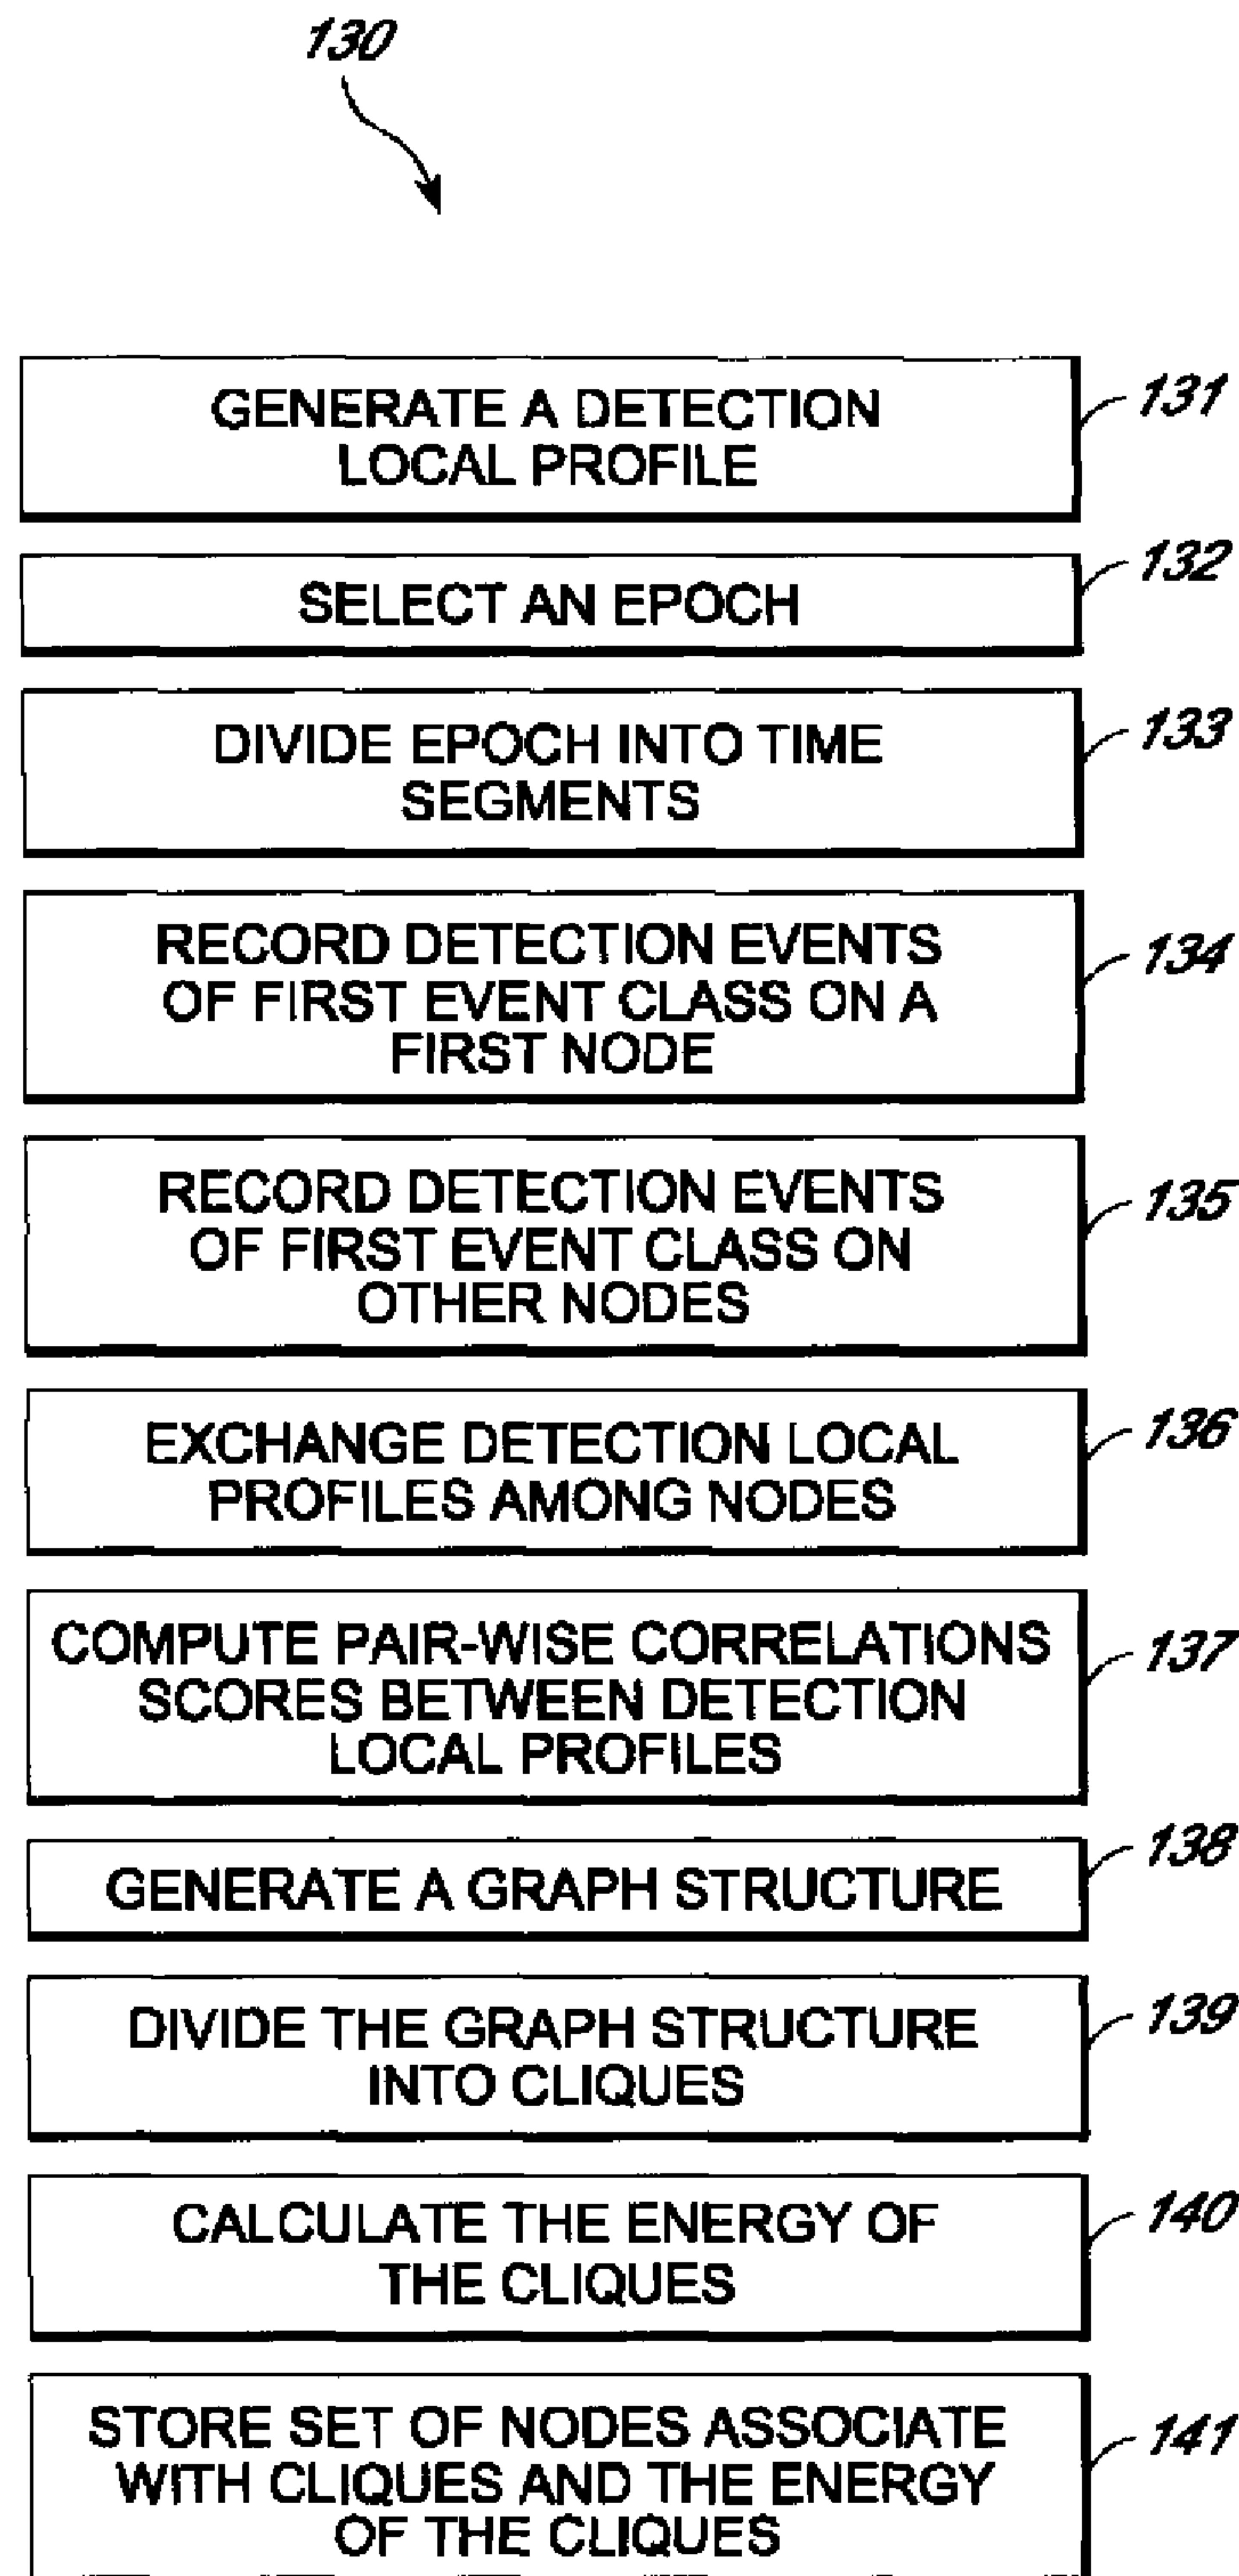 130
GENERATE A DETECTION
LOCAL PROFILE
131
SELECT AN EPOCH
132
DIVIDE EPOCH INTO TIME
SEGMENTS
133
RECORD DETECTION EVENTS
OF FIRST EVENT CLASS ON A
FIRST NODE
134
RECORD DETECTION EVENTS
OF FIRST EVENT CLASS ON
OTHER NODES
135
EXCHANGE DETECTION LOCAL
PROFILES AMONG NODES
136
COMPUTE PAIR-WISE CORRELATIONS
SCORES BETWEEN DETECTION
LOCAL PROFILES
137
GENERATE A GRAPH STRUCTURE
138
DIVIDE THE GRAPH STRUCTURE
INTO CLIQUES
139
CALCULATE THE ENERGY OF
THE CLIQUES
140
STORE SET OF NODES ASSOCIATE
WITH CLIQUES AND THE ENERGY
OF THE CLIQUES
141